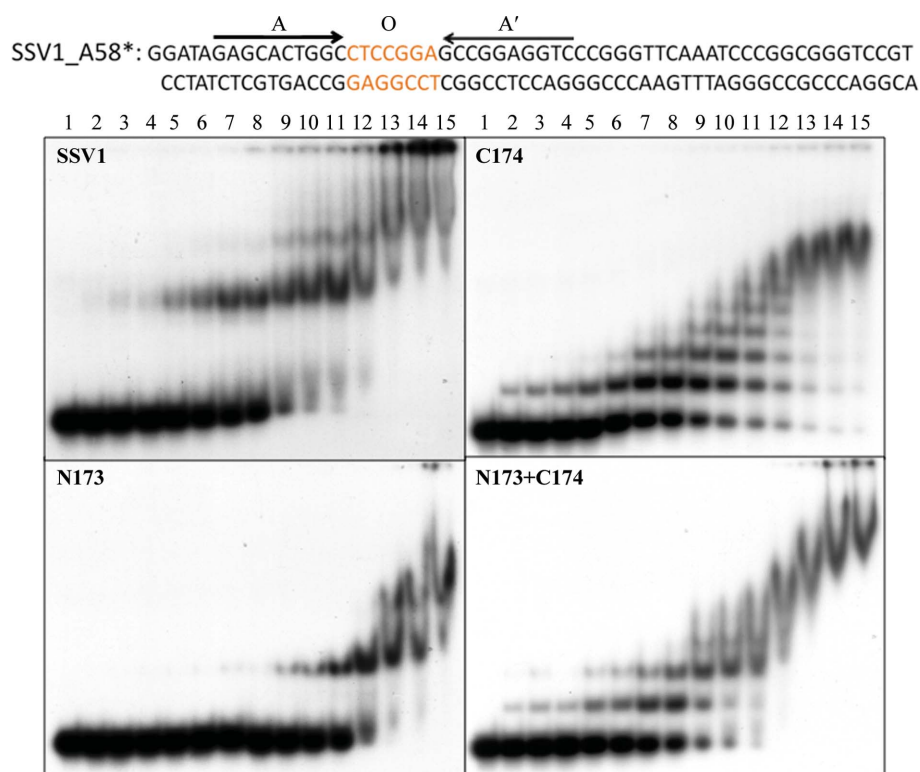 A O A′
SSV1_A58*: GGATAGAGCACTGGCCTCCGGAGCCGGAGGTCCCGGGTTCAAATCCCGGCGGGTCCGT
CCTATCTCGTGACCGGAGGCCTCGGCCTCCAGGGCCCAAGTTTAGGGCCGCCCAGGCA
1 2 3 4 5 6 7 8 9 10 11 12 13 14 15 1 2 3 4 5 6 7 8 9 10 11 12 13 14 15
SSV1 C174
N173 N173+C174